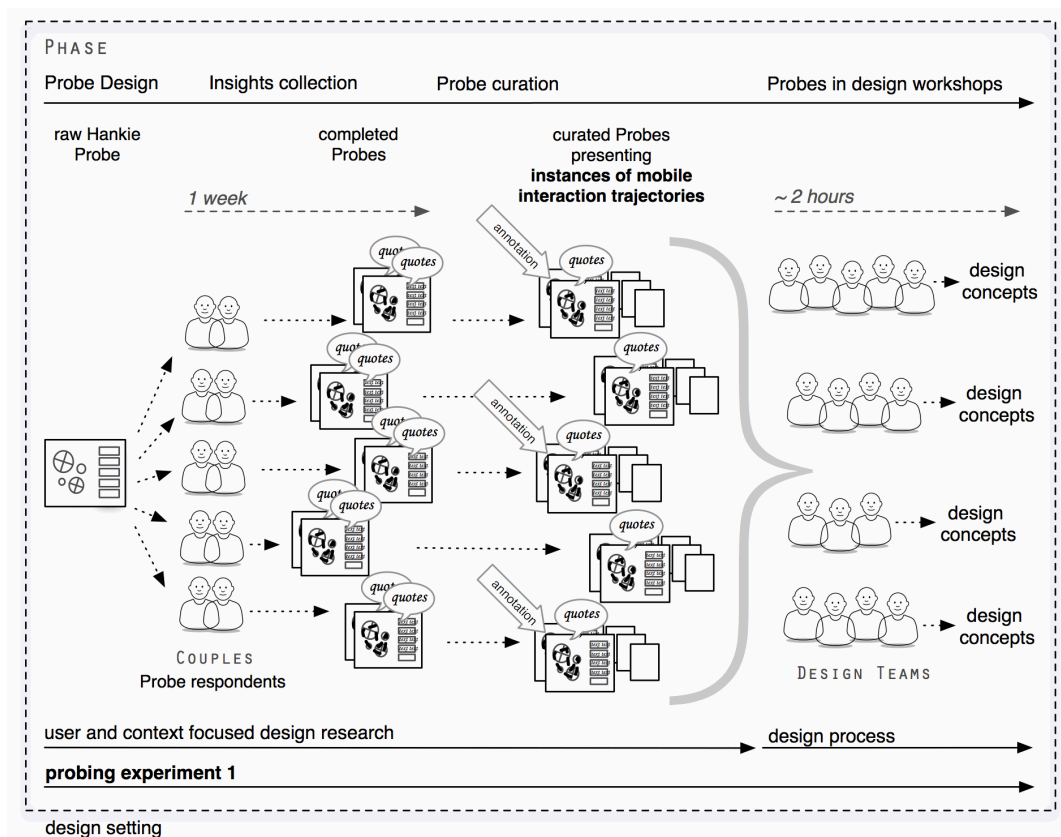 PHASE
Probe Design
Insights collection
Probe curation
Probes in design workshops
raw Hankie
Probe
completed
Probes
curated Probes
presenting
instances of mobile
interaction trajectories
1 week
~ 2 hours
quotes
quotes
annotation
quotes
design
concepts
quotes
quotes
quotes
quotes
quotes
annotation
quotes
design
concepts
quotes
quotes
quotes
design
concepts
quotes
quotes
annotation
quotes
design
concepts
COUPLES
Probe respondents
DESIGN TEAMS
user and context focused design research
design process
probing experiment 1
design setting